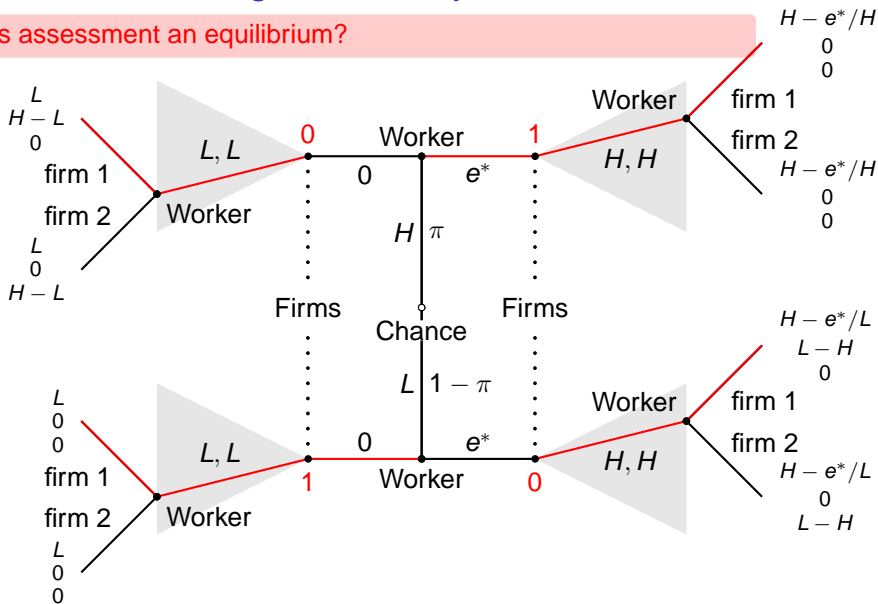 s assessment an equilibrium?
H − e*/H
0
0
Worker
firm 1
firm 2
H − e*/H
0
0
H, H
L
H − L
0
firm 1
firm 2
L
0
H − L
Worker
L, L
0
Worker
1
0
e*
H
π
Firms
Chance
Firms
L
1 − π
L
0
0
firm 1
firm 2
L
0
0
Worker
L, L
0
e*
1
Worker
0
H − e*/L
L − H
0
Worker
firm 1
firm 2
H, H
H − e*/L
0
L − H